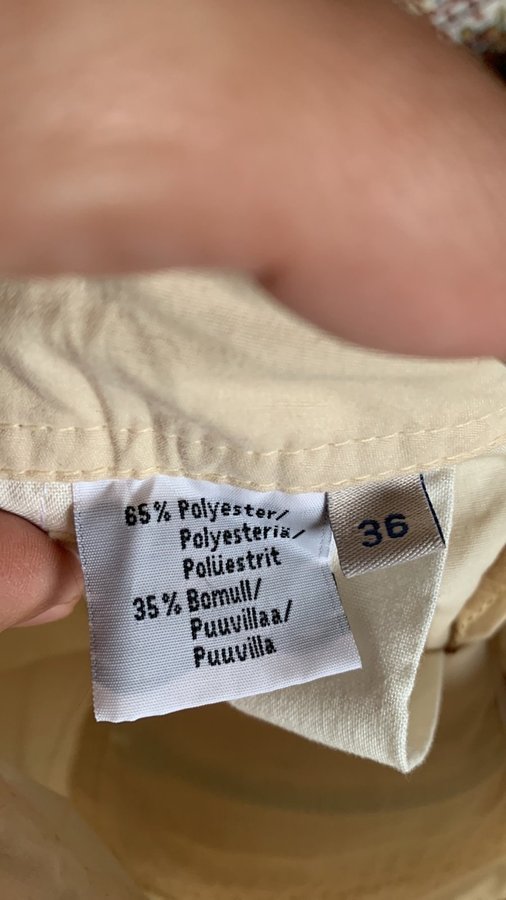 65% Polyester/
Polyesteriä/
Polüestrit
35% Bomull/
Puuvillaa/
Puuvilla
36